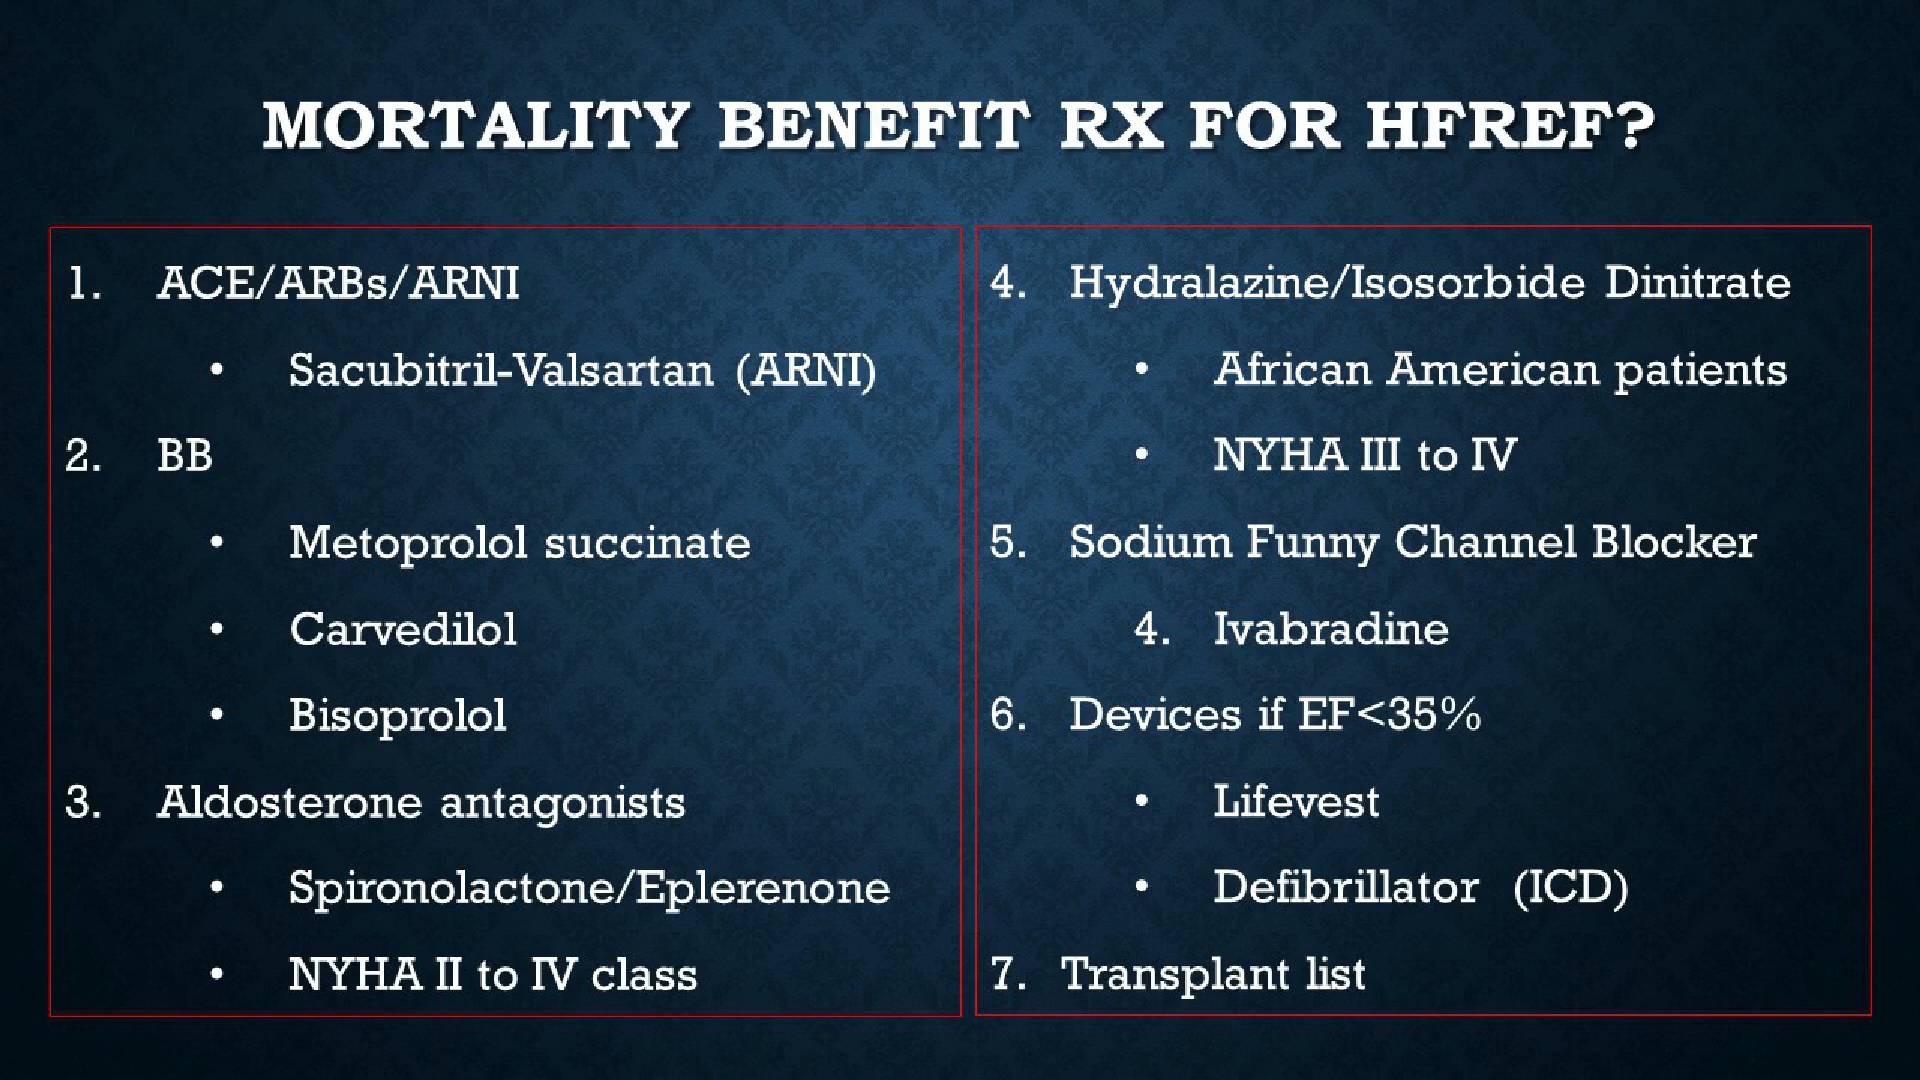 MORTALITY BENEFIT RX FOR HFREF?
1. ACE/ARBs/ARNI
• Sacubitril-Valsartan (ARNI)
2. BB
• Metoprolol succinate
• Carvedilol
• Bisoprolol
3. Aldosterone antagonists
• Spironolactone/Eplerenone
• NYHA II to IV class
4. Hydralazine/Isosorbide Dinitrate
• African American patients
• NYHA III to IV
5. Sodium Funny Channel Blocker
4. Ivabradine
6. Devices if EF<35%
• Lifevest
• Defibrillator (ICD)
7. Transplant list